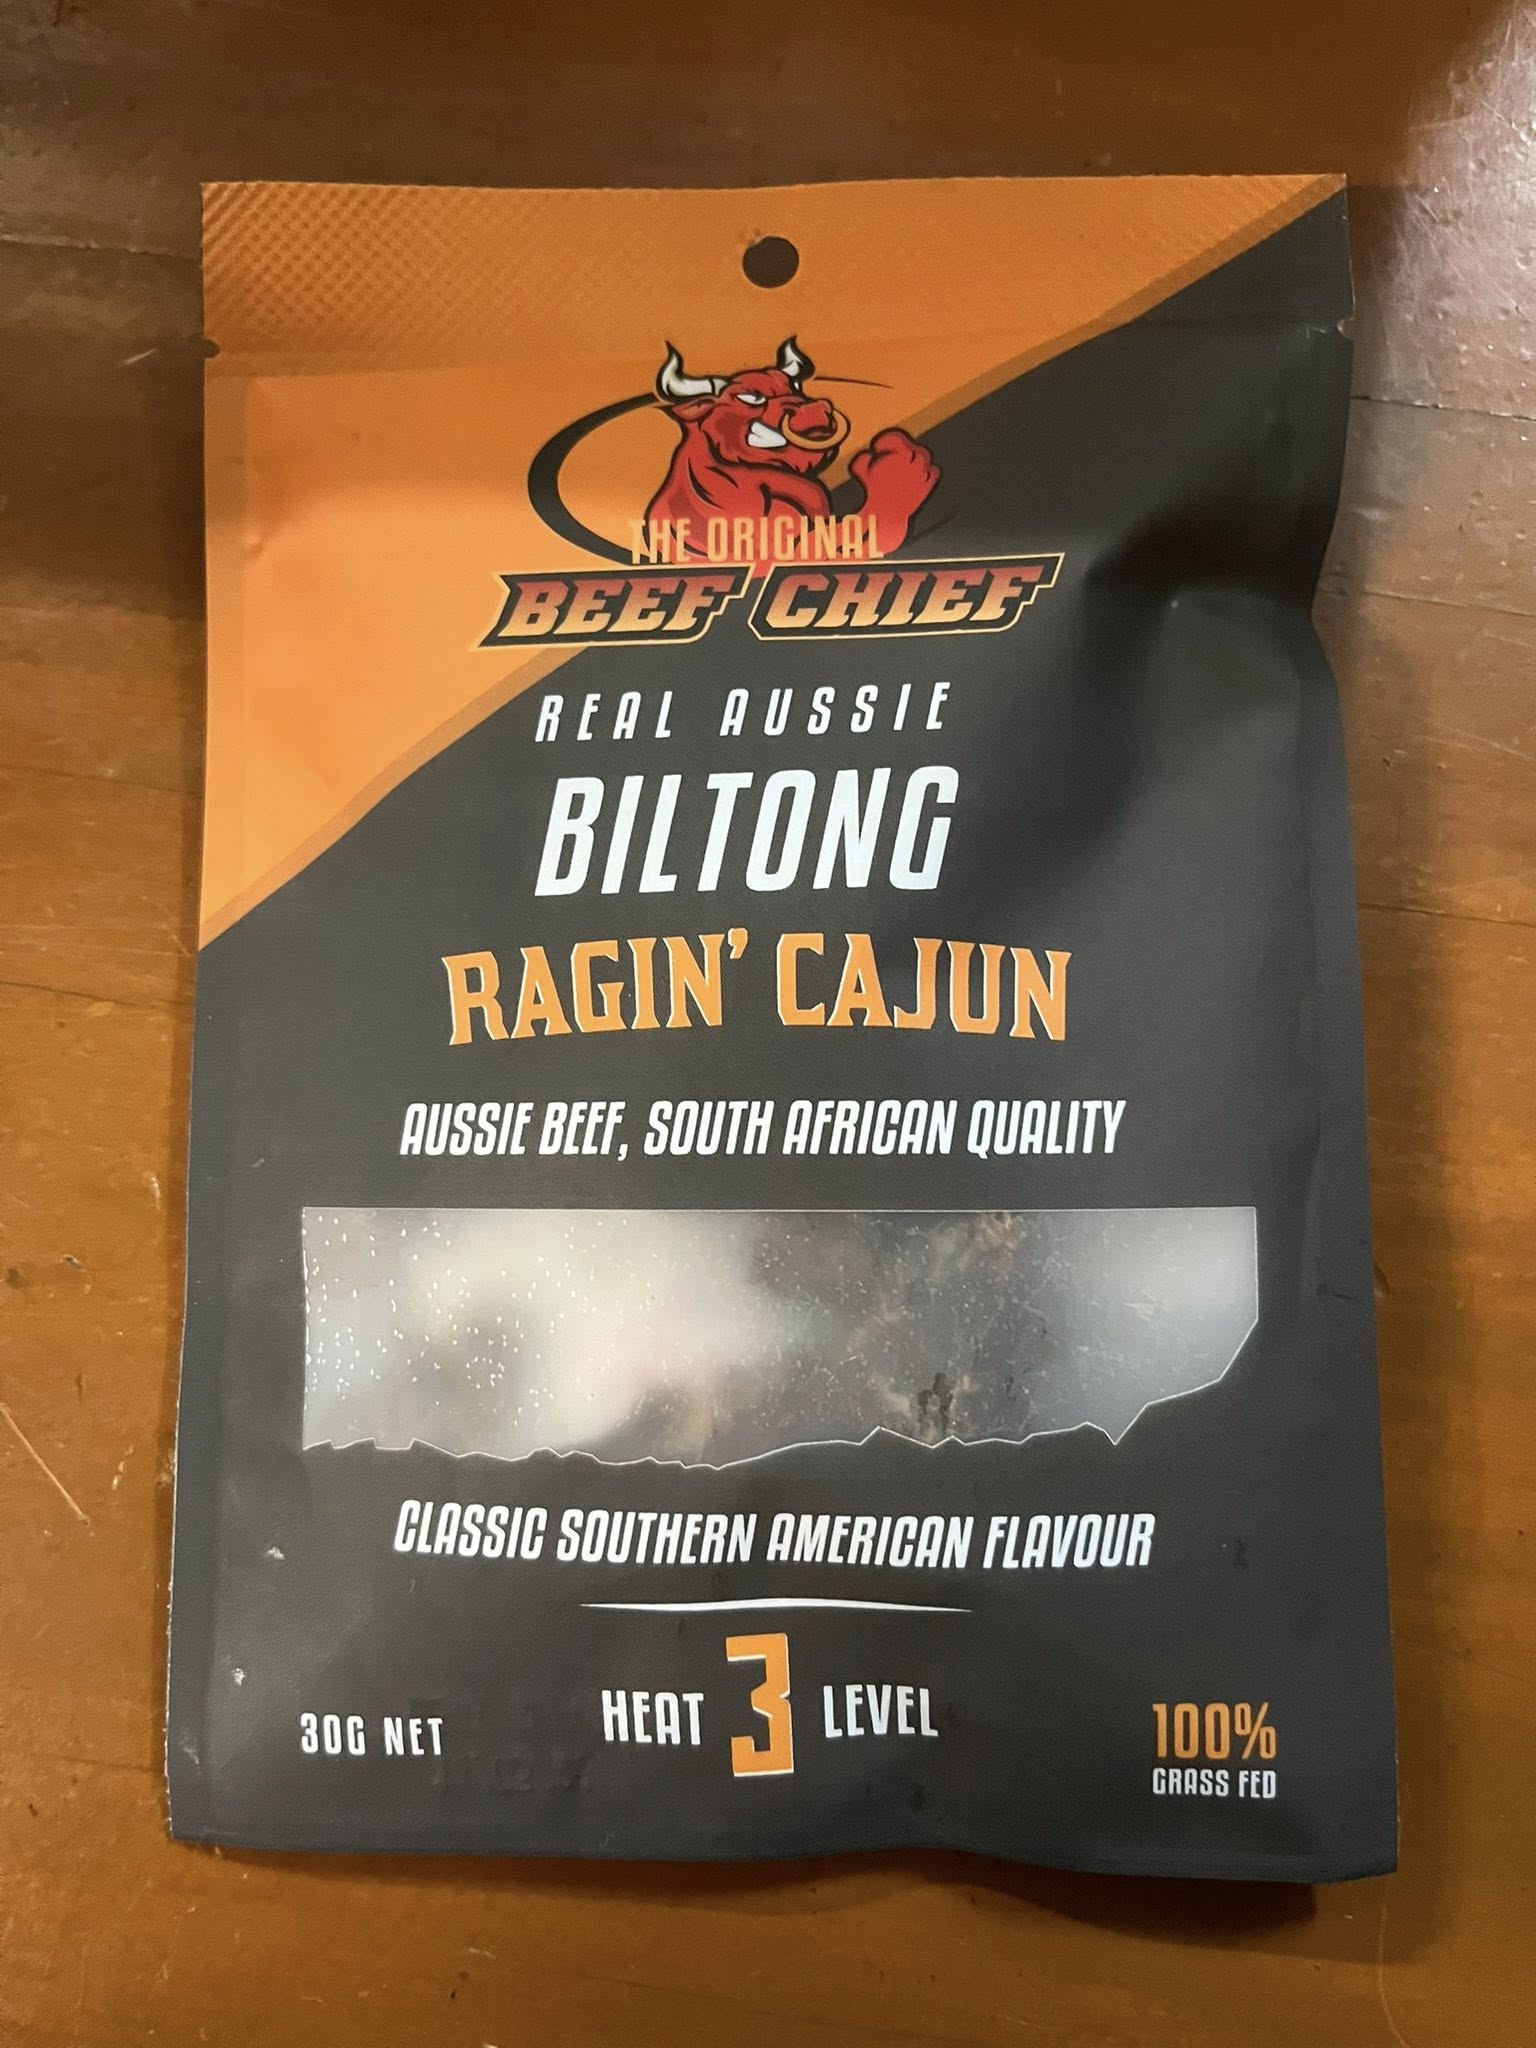 THE ORIGINAL
BEEF CHIEF
REAL AUSSIE
BILTONG
RAGIN' CAJUN
AUSSIE BEEF, SOUTH AFRICAN QUALITY
CLASSIC SOUTHERN AMERICAN FLAVOUR
30G NET
HEAT 3 LEVEL
100%
GRASS FED